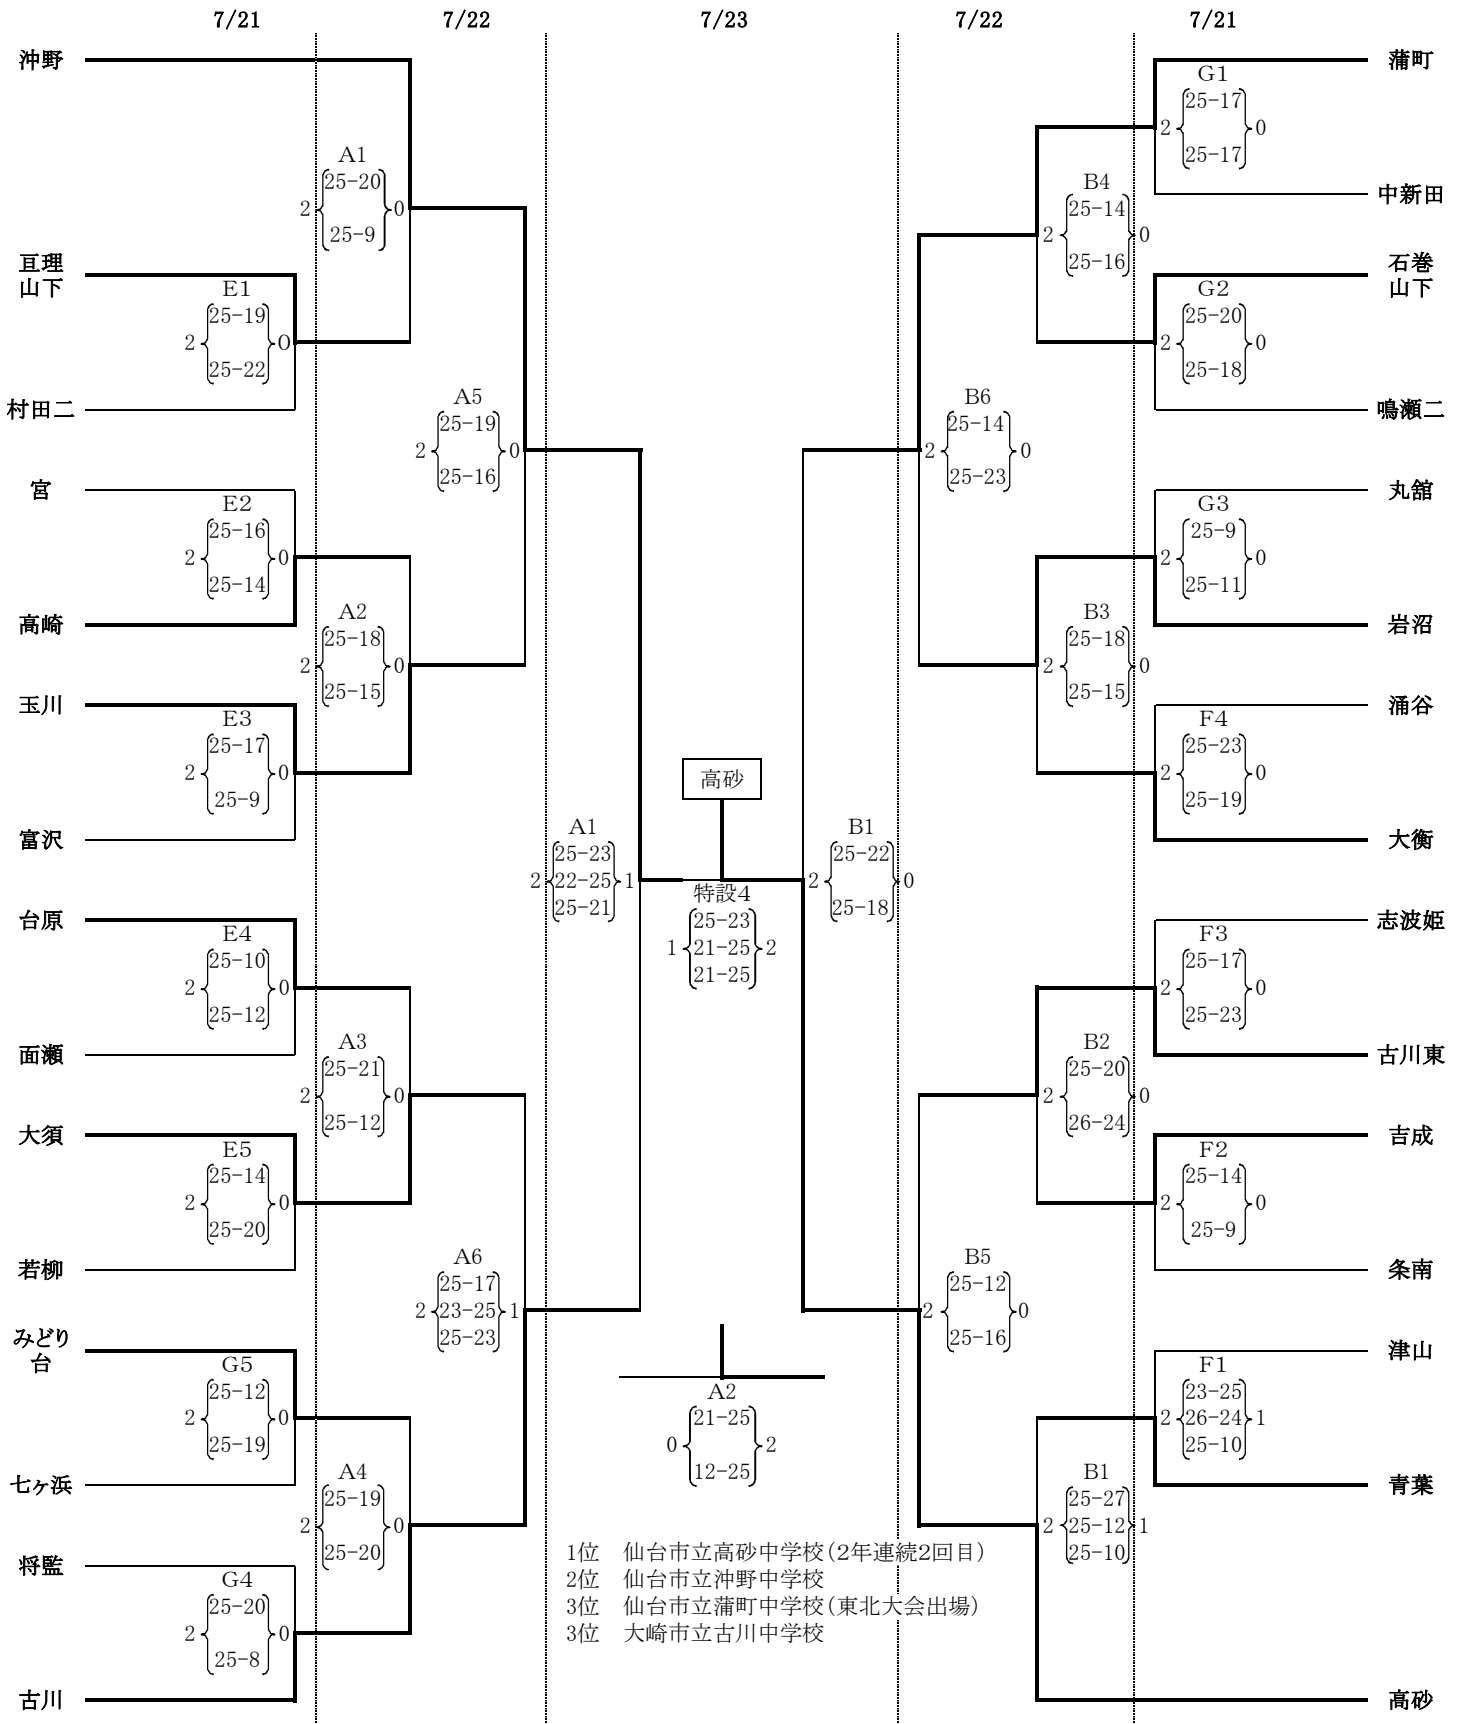 7/21 7/22 7/23 7/22 7/21
沖野
亘理
山下
村田二
宮
高崎
玉川
富沢
台原
面瀬
大須
若柳
みどり
台
七ヶ浜
将監
古川
E1
25-19
2 0
25-22
E2
25-16
2 0
25-14
E3
25-17
2 0
25-9
E4
25-10
2 0
25-12
E5
25-14
2 0
25-20
G5
25-12
2 0
25-19
G4
25-20
2 0
25-8
A1
25-20
2 0
25-9
A2
25-18
2 0
25-15
A3
25-21
2 0
25-12
A4
25-19
2 0
25-20
A5
25-19
2 0
25-16
A6
25-17
2 23-25 1
25-23
A1
25-23
2 22-25 1
25-21
高砂
特設4
25-23
1 21-25 2
21-25
A2
21-25
0 2
12-25
1位 仙台市立高砂中学校(2年連続2回目)
2位 仙台市立沖野中学校
3位 仙台市立蒲町中学校(東北大会出場)
3位 大崎市立古川中学校
B1
25-22
2 0
25-18
B6
25-14
2 0
25-23
B5
25-12
2 0
25-16
B4
25-14
2 0
25-16
B3
25-18
2 0
25-15
B2
25-20
2 0
26-24
B1
25-27
2 25-12 1
25-10
G1
25-17
2 0
25-17
G2
25-20
2 0
25-18
G3
25-9
2 0
25-11
F4
25-23
2 0
25-19
F3
25-17
2 0
25-23
F2
25-14
2 0
25-9
F1
23-25
2 26-24 1
25-10
蒲町
中新田
石巻
山下
鳴瀬二
丸舘
岩沼
涌谷
大衡
志波姫
古川東
吉成
条南
津山
青葉
高砂